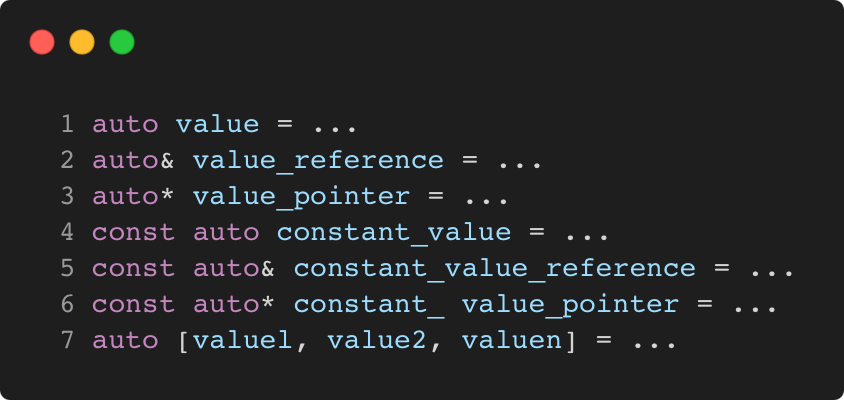 1 auto value = ...
2 auto& value_reference = ...
3 auto* value_pointer = ...
4 const auto constant_value = ...
5 const auto& constant_value_reference = ...
6 const auto* constant_ value_pointer = ...
7 auto [valuel, value2, valuen] = ...